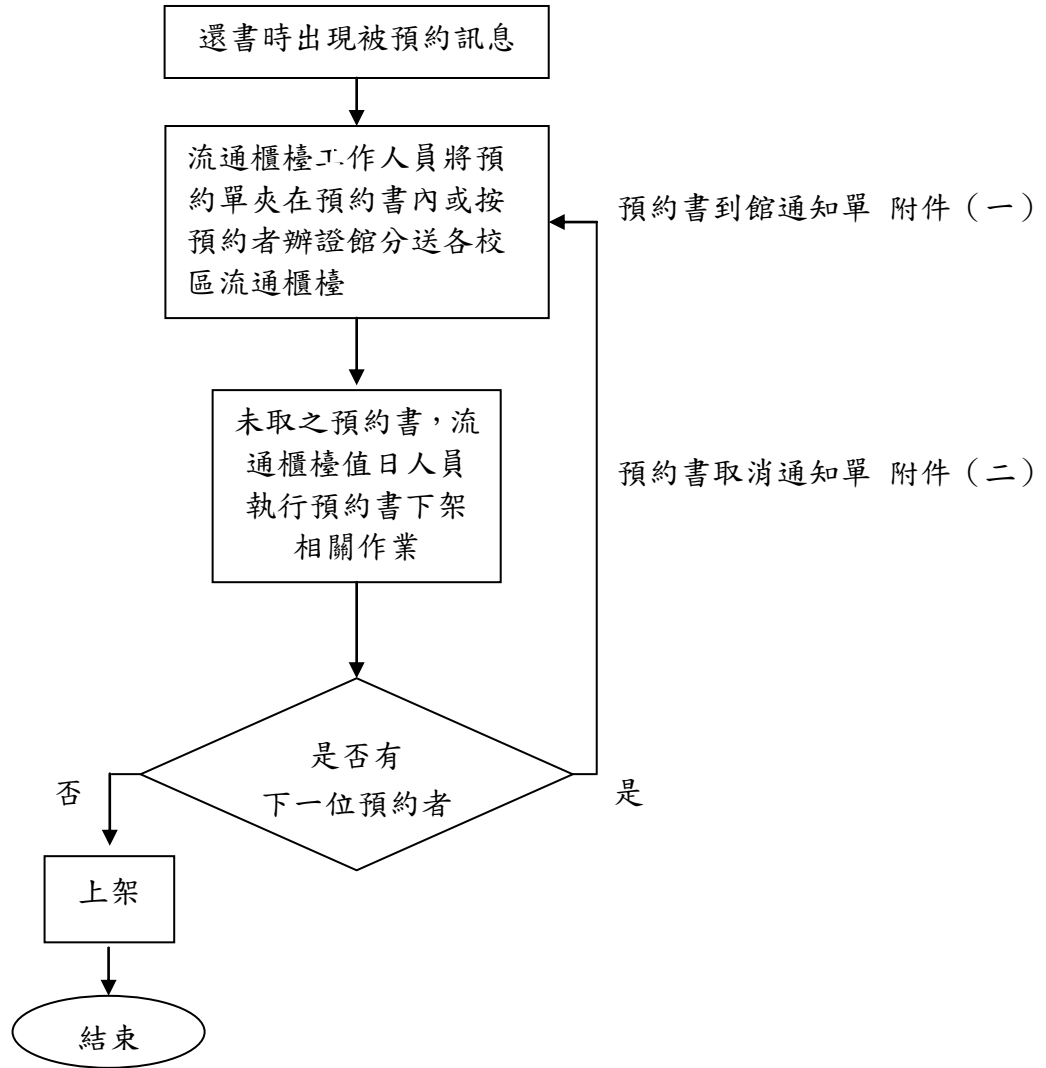 還書時出現被預約訊息
流通櫃檯工作人員將預
約單夾在預約書內或按
預約者辦證館分送各校
區流通櫃檯
預約書到館通知單 附件（一）
未取之預約書，流
通櫃檯值日人員
執行預約書下架
相關作業
預約書取消通知單 附件（二）
是否有
下一位預約者
否
是
上架
結束